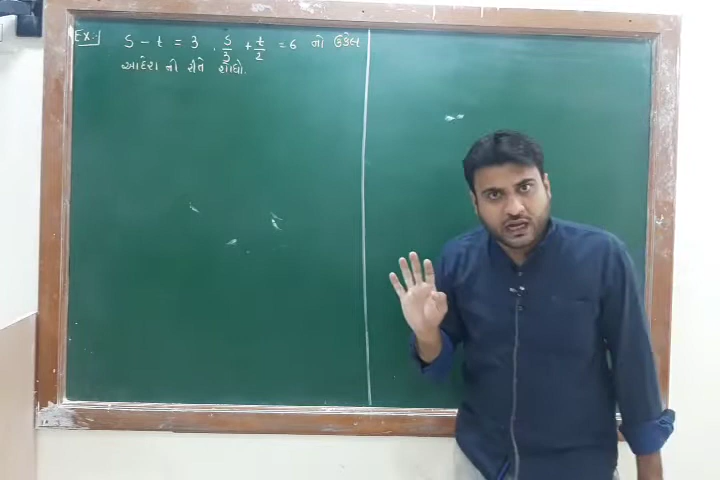 Ex:-1 S - t = 3 , S/3 + t/2 = 6 નો ઉકેલ
આદેશ ની રીતે શોધો.